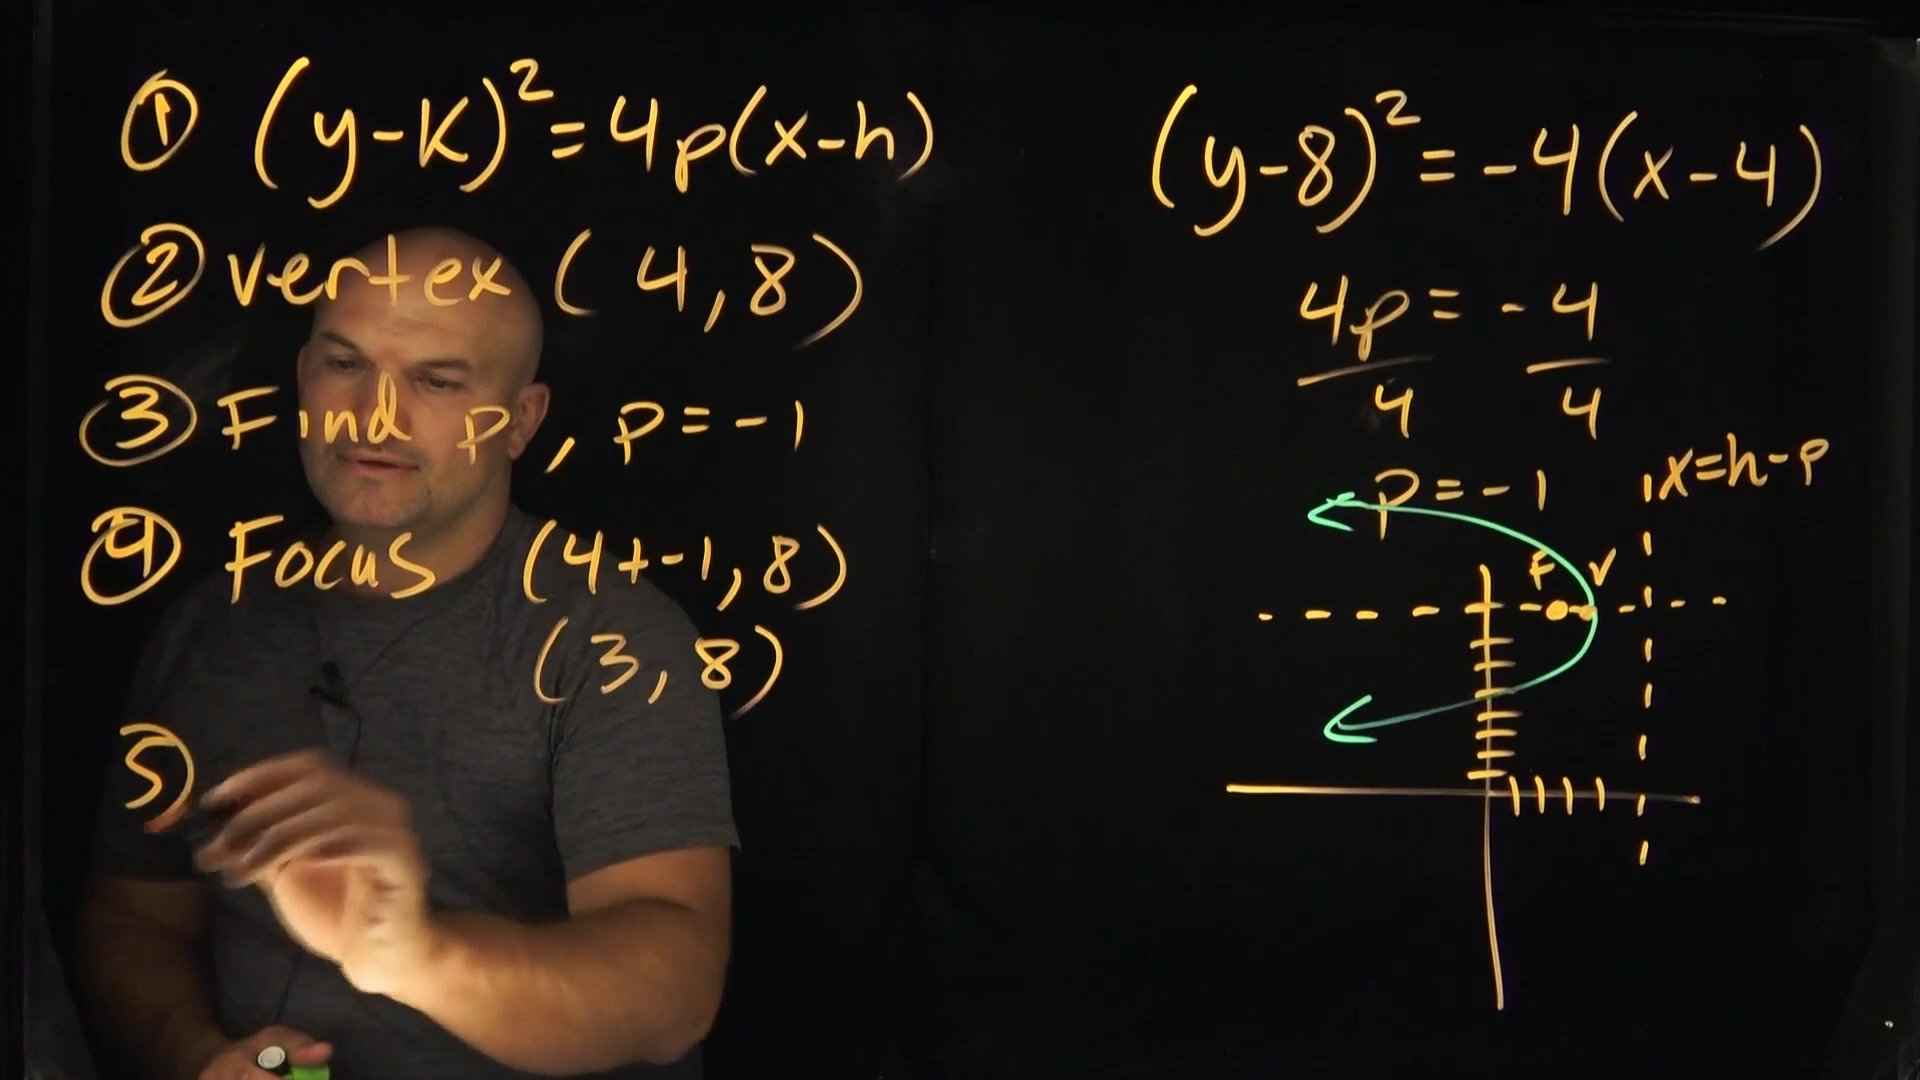 ① (y-k)² = 4p(x-h)
② vertex (4,8)
③ Find p, p=-1
④ Focus (4+-1,8)
(3,8)
5)
(y-8)² = -4(x-4)
4p = -4
4 4
p = -1
x=h-p
F V